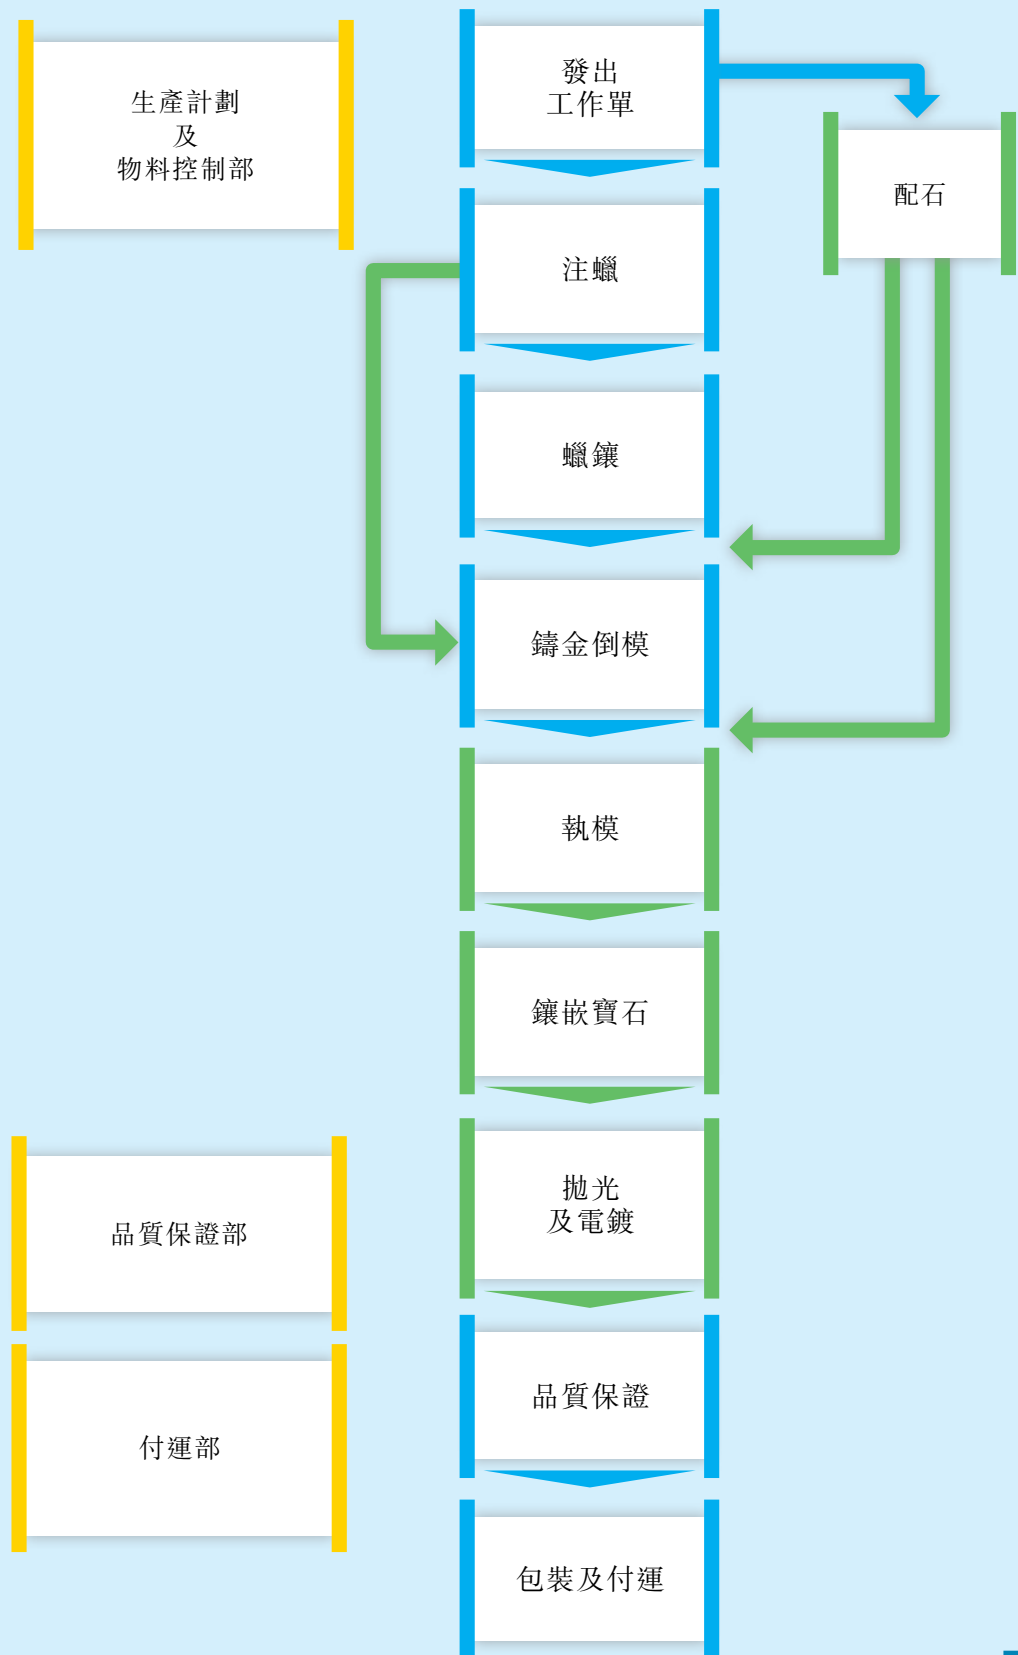 生產計劃
及
物料控制部
發出
工作單
配石
注蠟
蠟鑲
鑄金倒模
執模
鑲嵌寶石
拋光
及電鍍
品質保證部
品質保證
付運部
包裝及付運